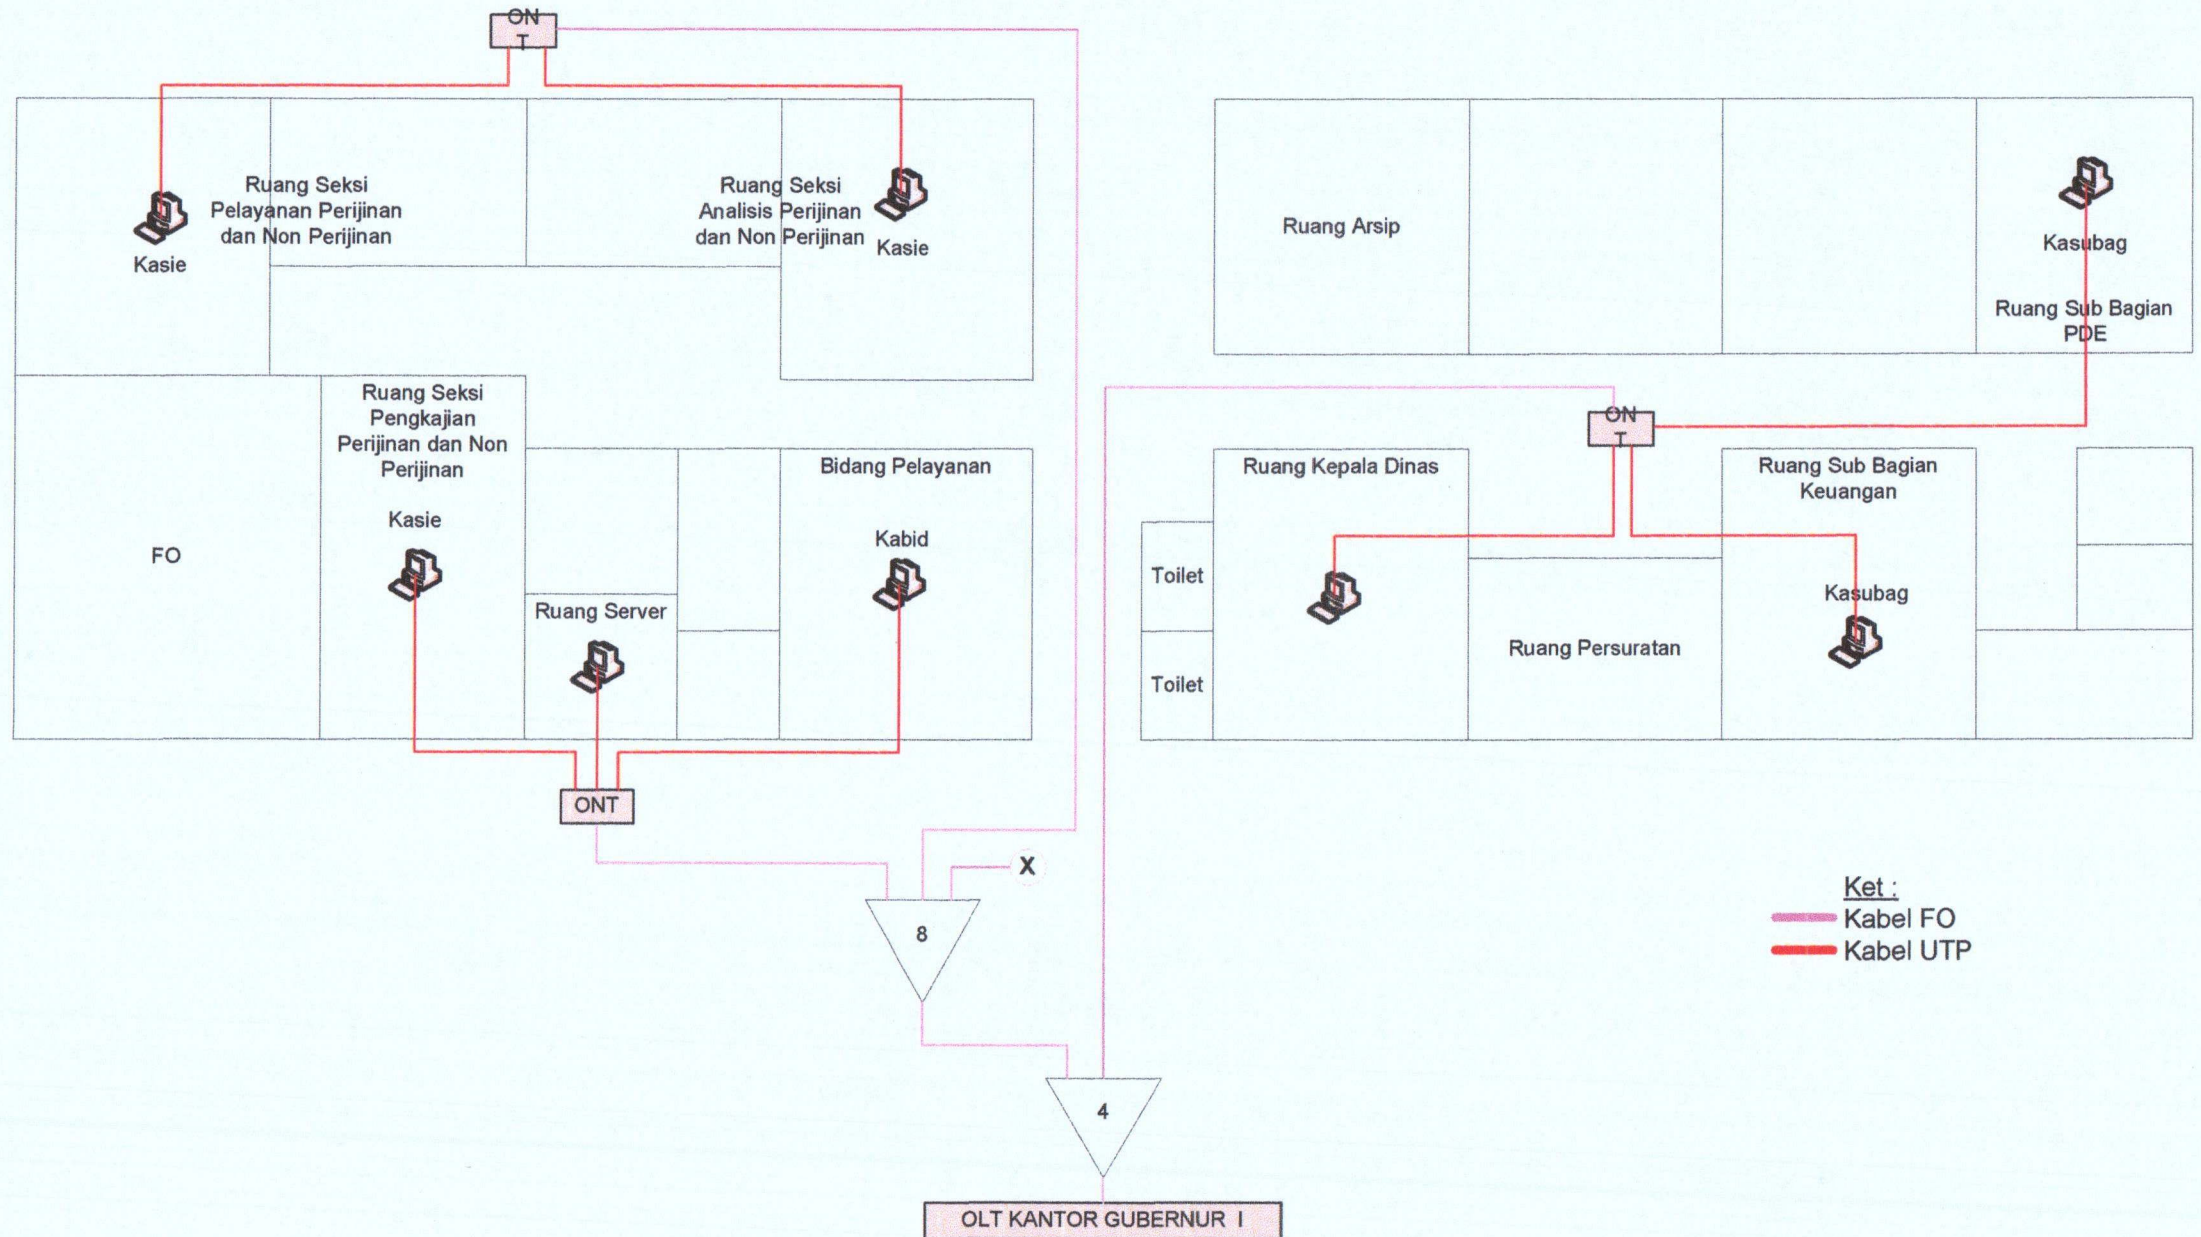 ON
T
Ruang Seksi
Pelayanan Perijinan
dan Non Perijinan
Kasie
Ruang Seksi
Analisis Perijinan
dan Non Perijinan
Kasie
Ruang Arsip
Kasubag
Ruang Sub Bagian
PDE
FO
Ruang Seksi
Pengkajian
Perijinan dan Non
Perijinan
Kasie
Ruang Server
Bidang Pelayanan
Kabid
ONT
ON
T
Toilet
Toilet
Ruang Kepala Dinas
Ruang Persuratan
Ruang Sub Bagian
Keuangan
Kasubag
X
8
4
OLT KANTOR GUBERNUR I
Ket :
Kabel FO
Kabel UTP